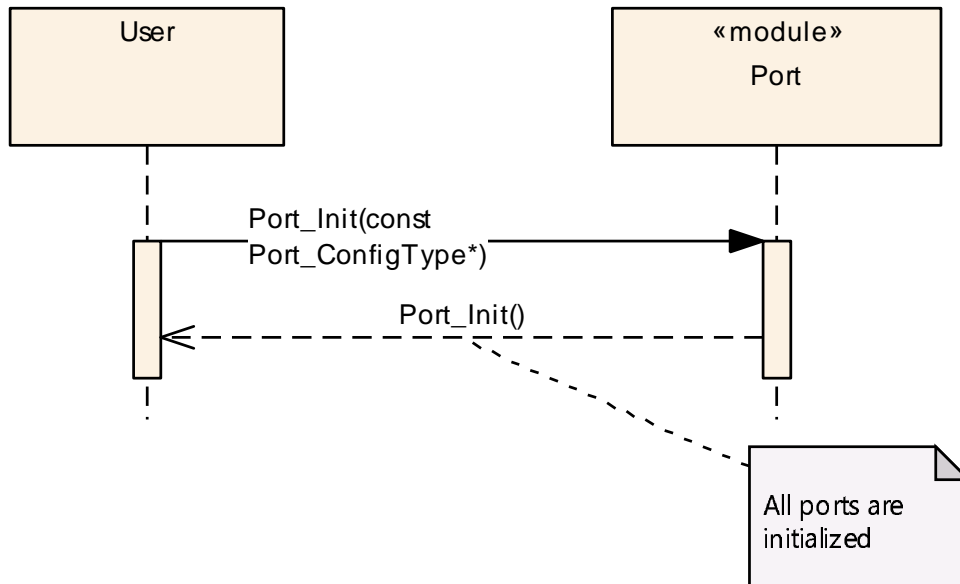 User
«module»
Port
Port_Init(const
Port_ConfigType*)
Port_Init()
All ports are
initialized